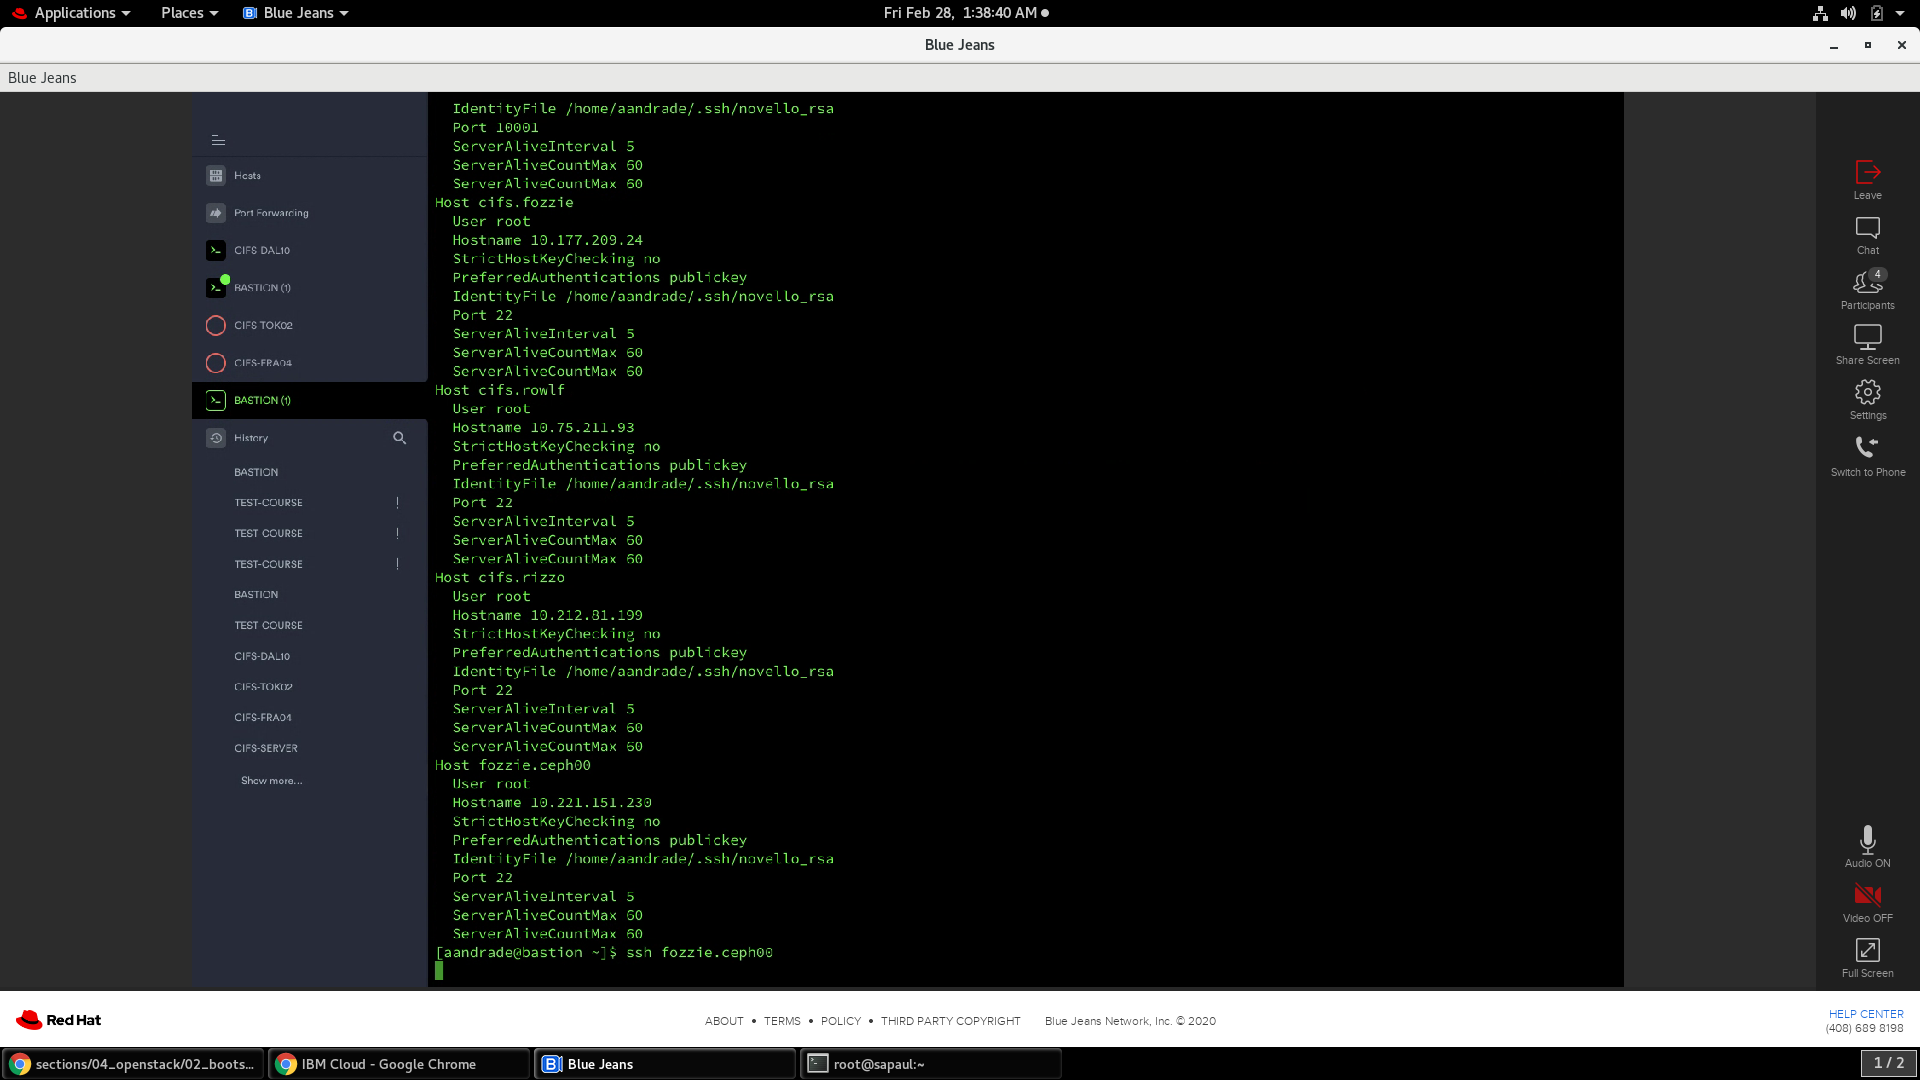 Applications
Places
Blue Jeans
Fri Feb 28, 1:38:40 AM
Blue Jeans
Blue Jeans
IdentityFile /home/aandrade/.ssh/novello_rsa
Port 10001
ServerAliveInterval 5
ServerAliveCountMax 60
ServerAliveCountMax 60
Host cifs.fozzie
User root
Hostname 10.177.209.24
StrictHostKeyChecking no
PreferredAuthentications publickey
IdentityFile /home/aandrade/.ssh/novello_rsa
Port 22
ServerAliveInterval 5
ServerAliveCountMax 60
ServerAliveCountMax 60
Host cifs.rowlf
User root
Hostname 10.75.211.93
StrictHostKeyChecking no
PreferredAuthentications publickey
IdentityFile /home/aandrade/.ssh/novello_rsa
Port 22
ServerAliveInterval 5
ServerAliveCountMax 60
ServerAliveCountMax 60
Host cifs.rizzo
User root
Hostname 10.212.81.199
StrictHostKeyChecking no
PreferredAuthentications publickey
IdentityFile /home/aandrade/.ssh/novello_rsa
Port 22
ServerAliveInterval 5
ServerAliveCountMax 60
ServerAliveCountMax 60
Host fozzie.ceph00
User root
Hostname 10.221.151.230
StrictHostKeyChecking no
PreferredAuthentications publickey
IdentityFile /home/aandrade/.ssh/novello_rsa
Port 22
ServerAliveInterval 5
ServerAliveCountMax 60
ServerAliveCountMax 60
[aandrade@bastion ~]$ ssh fozzie.ceph00
Hosts
Port Forwarding
CIFS-DAL10
BASTION (1)
CIFS-TOK02
CIFS-FRA04
BASTION (1)
History
BASTION
TEST-COURSE !
TEST-COURSE !
TEST-COURSE !
BASTION
TEST-COURSE
CIFS-DAL10
CIFS-TOK02
CIFS-FRA04
CIFS-SERVER
Show more...
Leave
Chat
4
Participants
Share Screen
Settings
Switch to Phone
Audio ON
Video OFF
Full Screen
Red Hat
ABOUT • TERMS • POLICY • THIRD PARTY COPYRIGHT Blue Jeans Network, Inc. © 2020
HELP CENTER
(408) 689 8198
sections/04_openstack/02_boots...
IBM Cloud - Google Chrome
Blue Jeans
root@sapaul:~
1 / 2